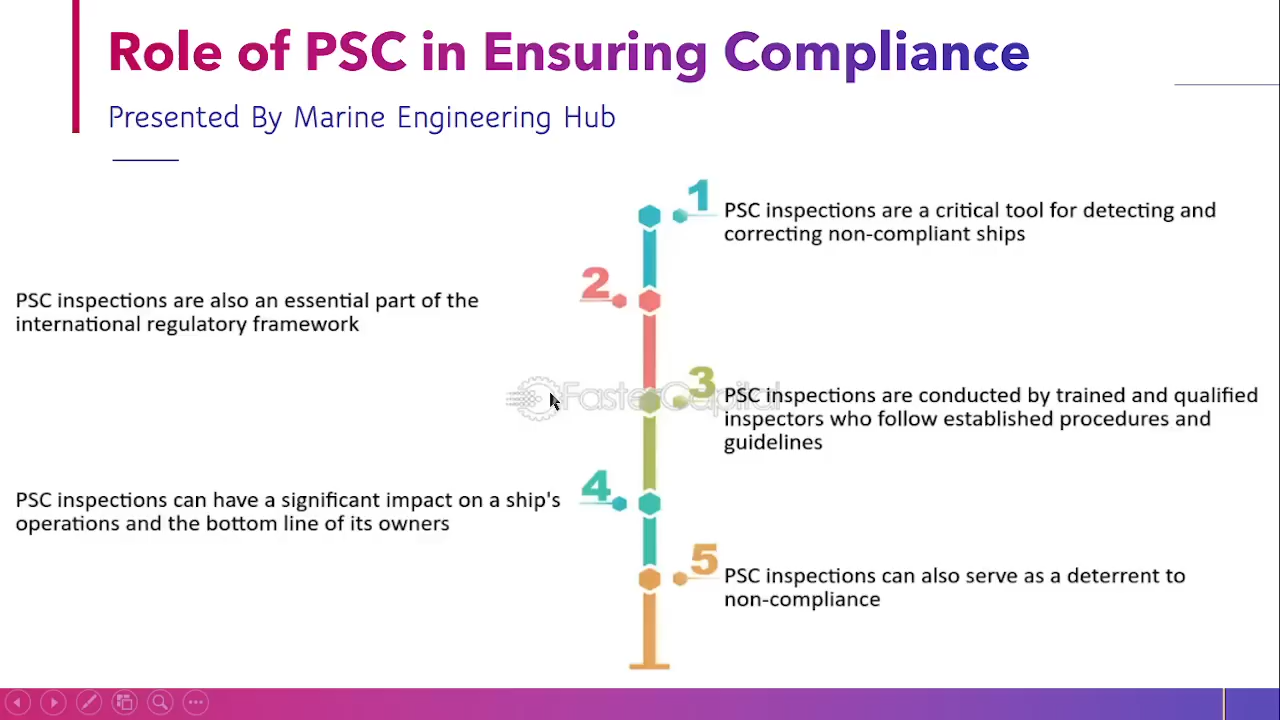 Role of PSC in Ensuring Compliance
Presented By Marine Engineering Hub
1
PSC inspections are a critical tool for detecting and
correcting non-compliant ships
2
PSC inspections are also an essential part of the
international regulatory framework
3
FasterCapital
PSC inspections are conducted by trained and qualified
inspectors who follow established procedures and
guidelines
4
PSC inspections can have a significant impact on a ship's
operations and the bottom line of its owners
5
PSC inspections can also serve as a deterrent to
non-compliance